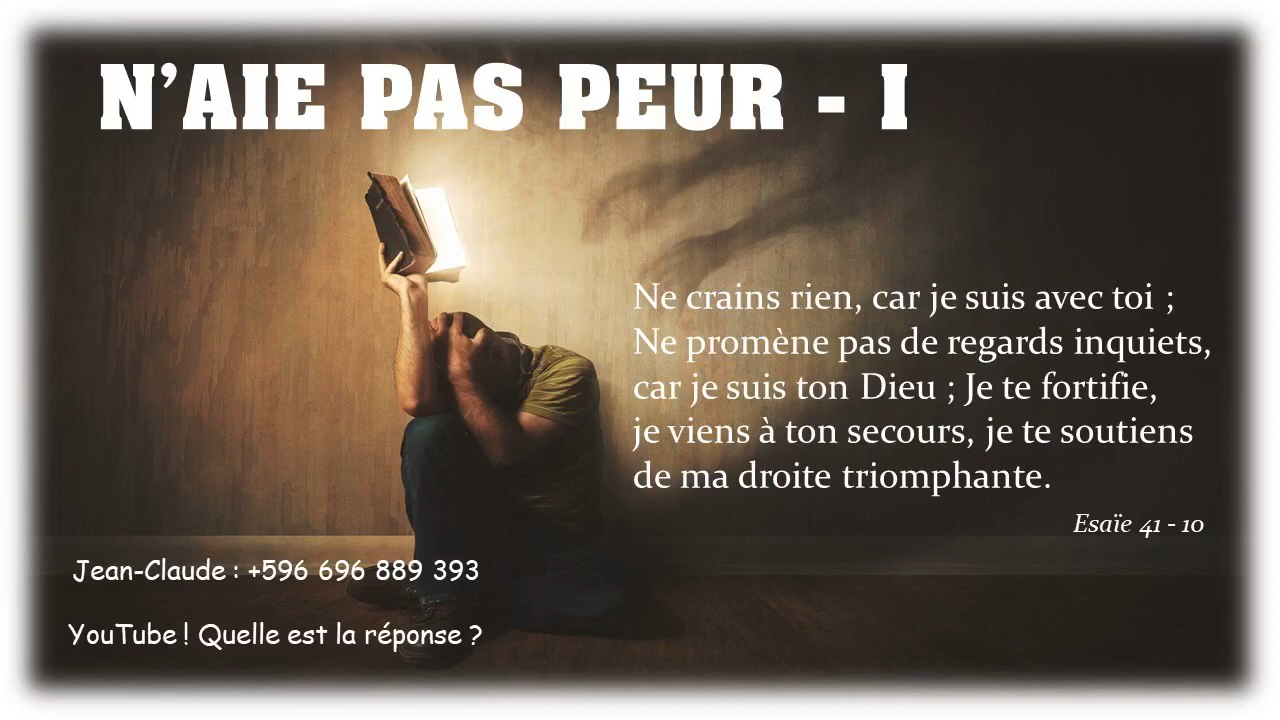 N’AIE PAS PEUR - I
Ne crains rien, car je suis avec toi ;
Ne promène pas de regards inquiets,
car je suis ton Dieu ; Je te fortifie,
je viens à ton secours, je te soutiens
de ma droite triomphante.
Esaïe 41 - 10
Jean-Claude : +596 696 889 393
YouTube ! Quelle est la réponse ?